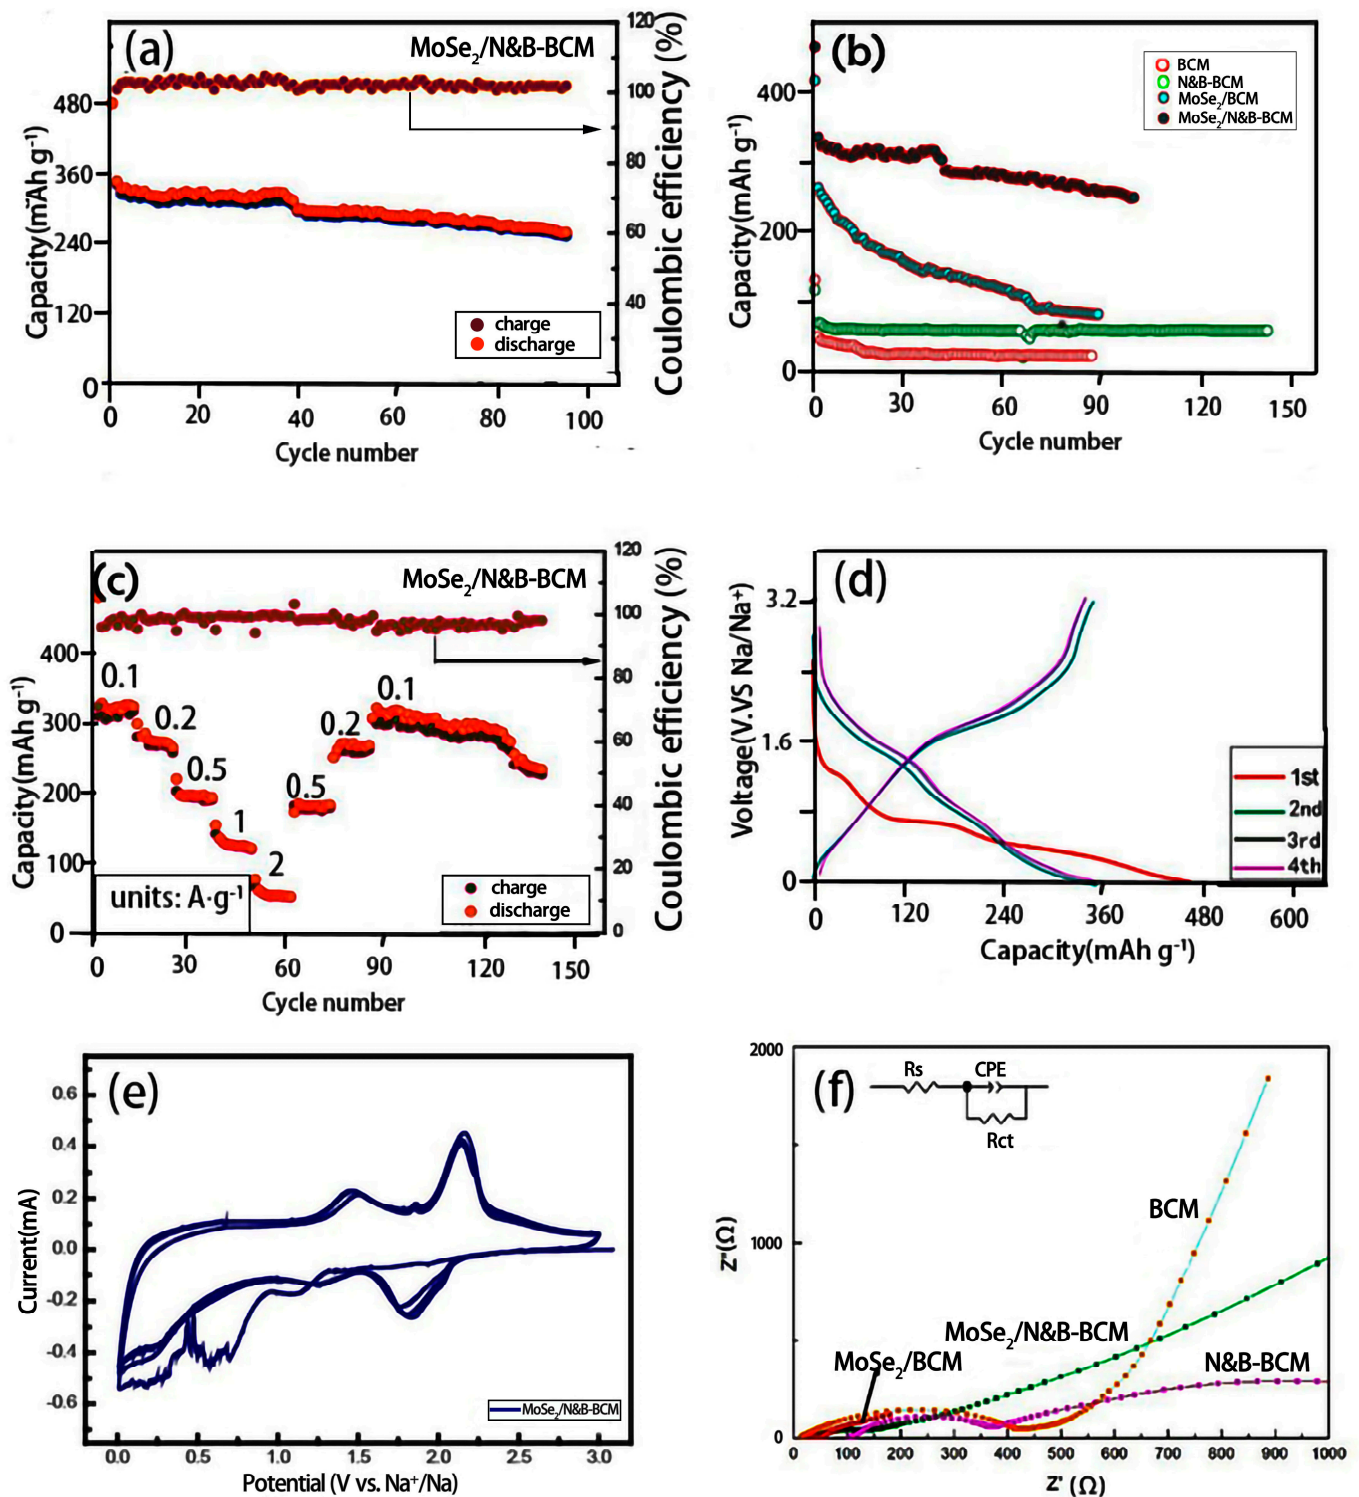 (a)
MoSe2/N&B-BCM
120
100
80
60
40
Coulombic efficiency (%)
480
360
240
120
0
Capacity(mAh g-1)
charge
discharge
0 20 40 60 80 100
Cycle number
(b)
BCM
N&B-BCM
MoSe2/BCM
MoSe2/N&B-BCM
400
200
0
Capacity(mAh g-1)
0 30 60 90 120 150
Cycle number
(c)
MoSe2/N&B-BCM
120
100
80
60
40
20
0
Coulombic efficiency (%)
400
300
200
100
0
Capacity(mAh g-1)
0.1
0.2
0.5
1
2
0.5
0.2
0.1
units: A·g-1
charge
discharge
0 30 60 90 120 150
Cycle number
(d)
3.2
1.6
0
Voltage(V.VS Na/Na+)
1st
2nd
3rd
4th
0 120 240 360 480 600
Capacity(mAh g-1)
(e)
0.6
0.4
0.2
0.0
-0.2
-0.4
-0.6
Current(mA)
MoSe2/N&B-BCM
0.0 0.5 1.0 1.5 2.0 2.5 3.0
Potential (V vs. Na+/Na)
(f)
Rs CPE
Rct
2000
1000
0
Z''(Ω)
BCM
MoSe2/N&B-BCM
MoSe2/BCM
N&B-BCM
0 100 200 300 400 500 600 700 800 900 1000
Z' (Ω)